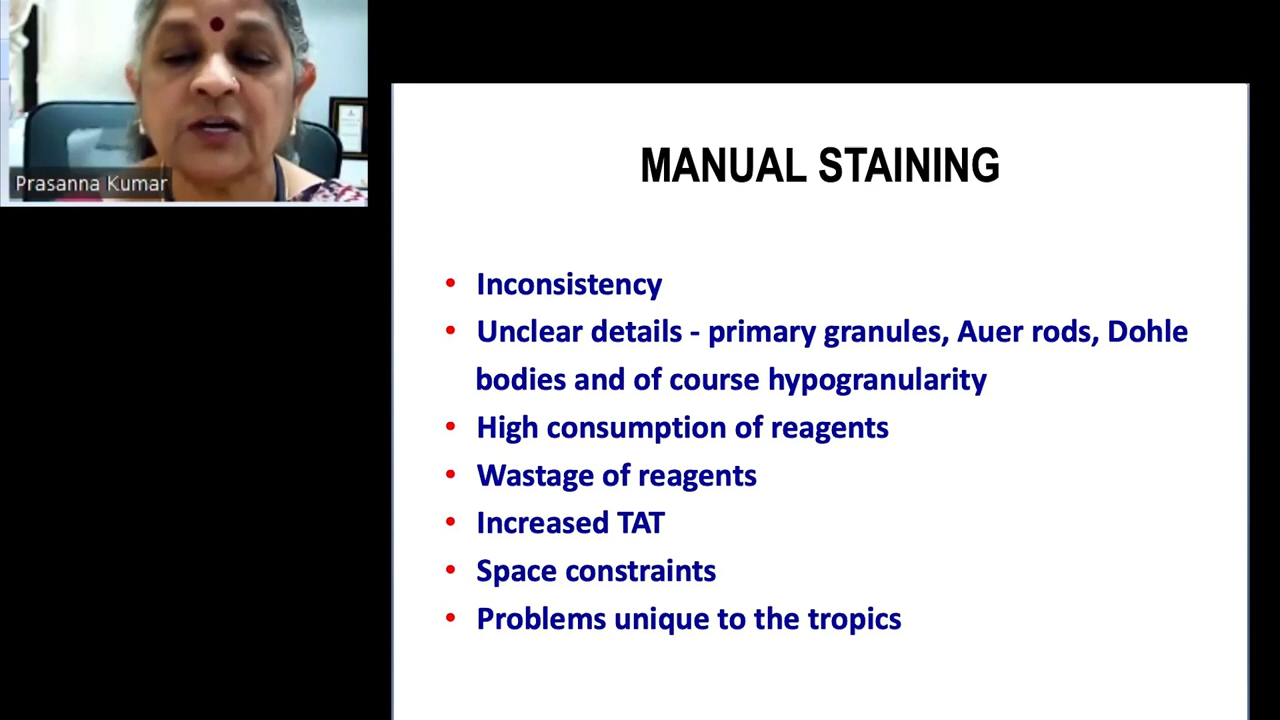 Prasanna Kumar
MANUAL STAINING
• Inconsistency
• Unclear details - primary granules, Auer rods, Dohle
bodies and of course hypogranularity
• High consumption of reagents
• Wastage of reagents
• Increased TAT
• Space constraints
• Problems unique to the tropics